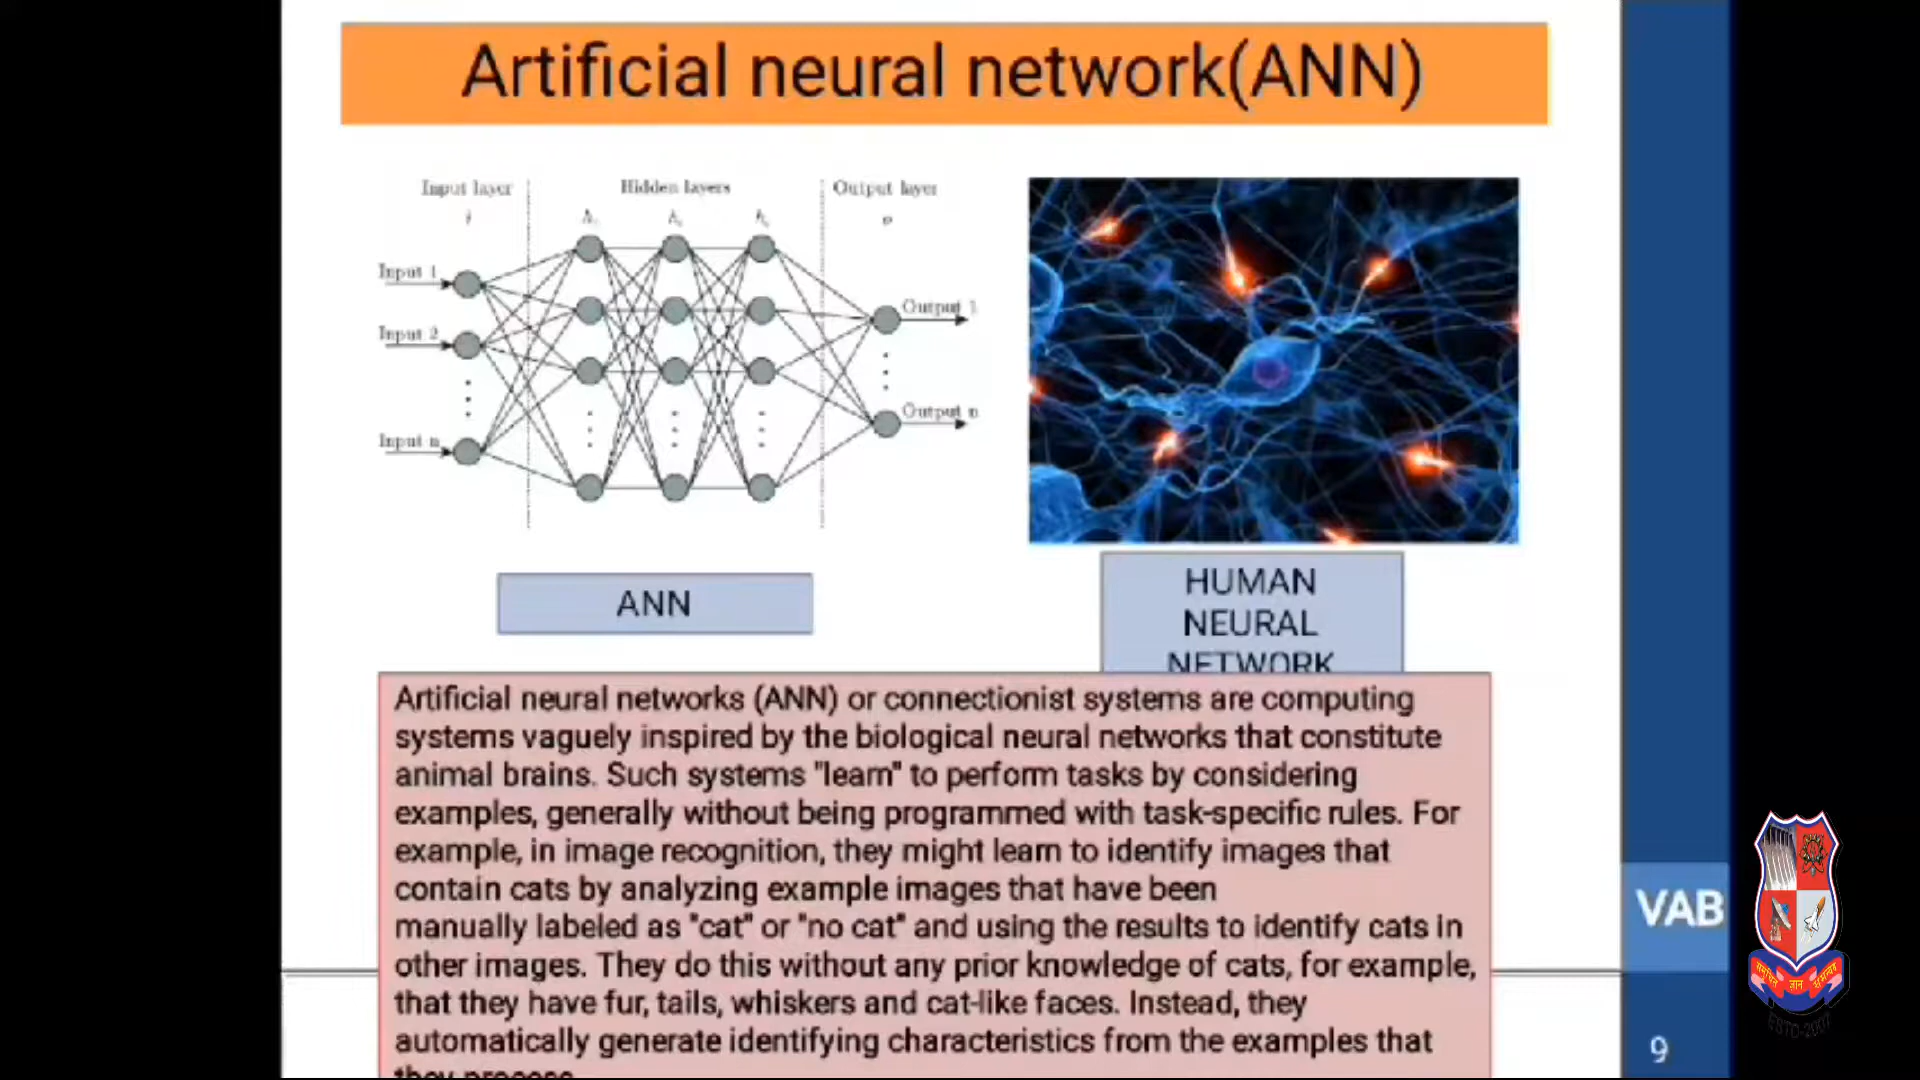 Artificial neural network(ANN)
Input layer
Hidden layers
Output layer
Input 1
Input 2
Input n
Output 1
Output n
ANN
HUMAN
NEURAL
NETWORK
Artificial neural networks (ANN) or connectionist systems are computing
systems vaguely inspired by the biological neural networks that constitute
animal brains. Such systems "learn" to perform tasks by considering
examples, generally without being programmed with task-specific rules. For
example, in image recognition, they might learn to identify images that
contain cats by analyzing example images that have been
manually labeled as "cat" or "no cat" and using the results to identify cats in
other images. They do this without any prior knowledge of cats, for example,
that they have fur, tails, whiskers and cat-like faces. Instead, they
automatically generate identifying characteristics from the examples that
they process
VAB
ज्ञान
ESTD-2007
9